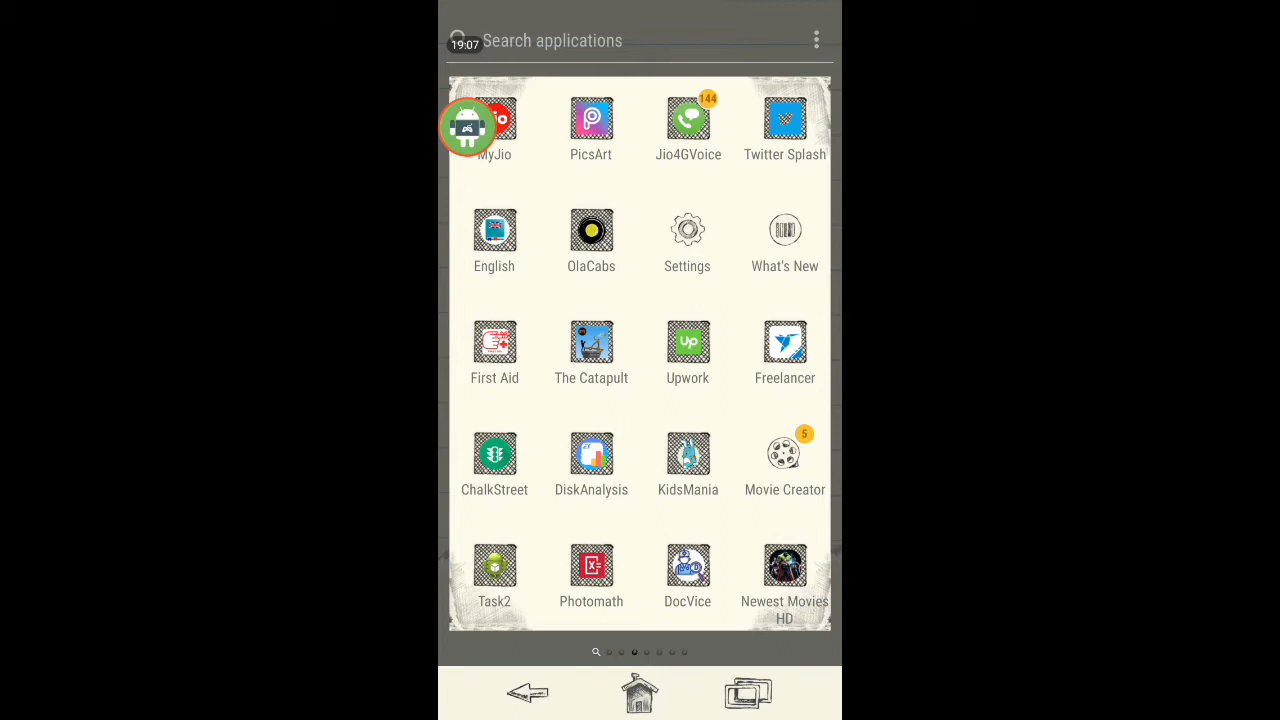 Search applications
19:07
144
MyJio
PicsArt
Jio4GVoice
Twitter Splash
English
OlaCabs
Settings
What's New
First Aid
The Catapult
Upwork
Freelancer
5
ChalkStreet
DiskAnalysis
KidsMania
Movie Creator
Task2
Photomath
DocVice
Newest Movies
HD